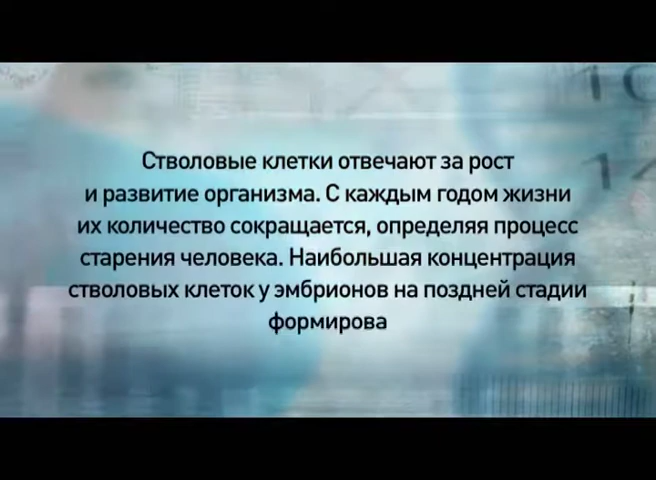 Стволовые клетки отвечают за рост
и развитие организма. С каждым годом жизни
их количество сокращается, определяя процесс
старения человека. Наибольшая концентрация
стволовых клеток у эмбрионов на поздней стадии
формирова